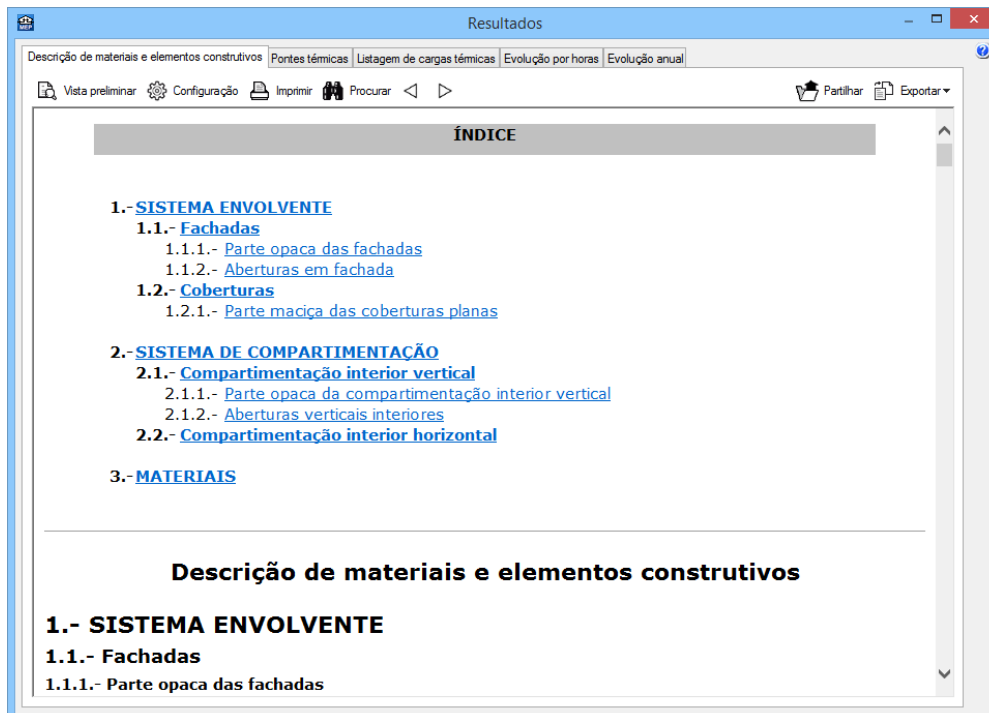 Resultados
MEP
Descrição de materiais e elementos construtivos Pontes térmicas Listagem de cargas térmicas Evolução por horas Evolução anual
Vista preliminar Configuração Imprimir Procurar Partilhar Exportar
ÍNDICE
1.-SISTEMA ENVOLVENTE
1.1.- Fachadas
1.1.1.- Parte opaca das fachadas
1.1.2.- Aberturas em fachada
1.2.- Coberturas
1.2.1.- Parte maciça das coberturas planas
2.-SISTEMA DE COMPARTIMENTAÇÃO
2.1.- Compartimentação interior vertical
2.1.1.- Parte opaca da compartimentação interior vertical
2.1.2.- Aberturas verticais interiores
2.2.- Compartimentação interior horizontal
3.-MATERIAIS
Descrição de materiais e elementos construtivos
1.- SISTEMA ENVOLVENTE
1.1.- Fachadas
1.1.1.- Parte opaca das fachadas